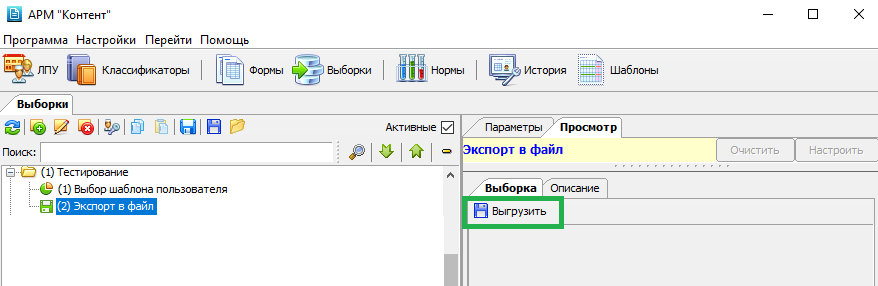 АРМ "Контент"
Программа Настройки Перейти Помощь
ЛПУ Классификаторы Формы Выборки Нормы История Шаблоны
Выборки
Активные
Параметры Просмотр
Поиск:
Экспорт в файл Очистить Настроить
(1) Тестирование
(1) Выбор шаблона пользователя
(2) Экспорт в файл
Выборка Описание
Выгрузить